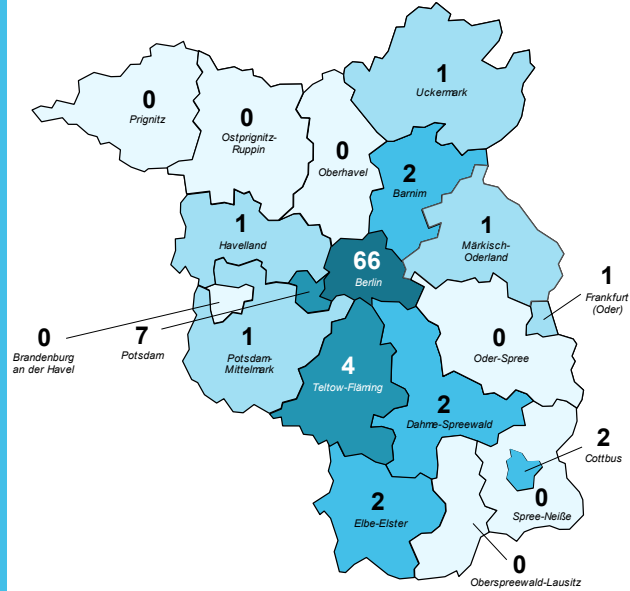 1
Uckermark
0
Prignitz
0
Ostprignitz-
Ruppin
0
Oberhavel
2
Barnim
1
Havelland
1
Märkisch-
Oderland
66
Berlin
1
Frankfurt
(Oder)
0
Brandenburg
an der Havel
7
Potsdam
1
Potsdam-
Mittelmark
4
Teltow-Fläming
0
Oder-Spree
2
Dahme-Spreewald
2
Cottbus
2
Elbe-Elster
0
Spree-Neiße
0
Oberspreewald-Lausitz